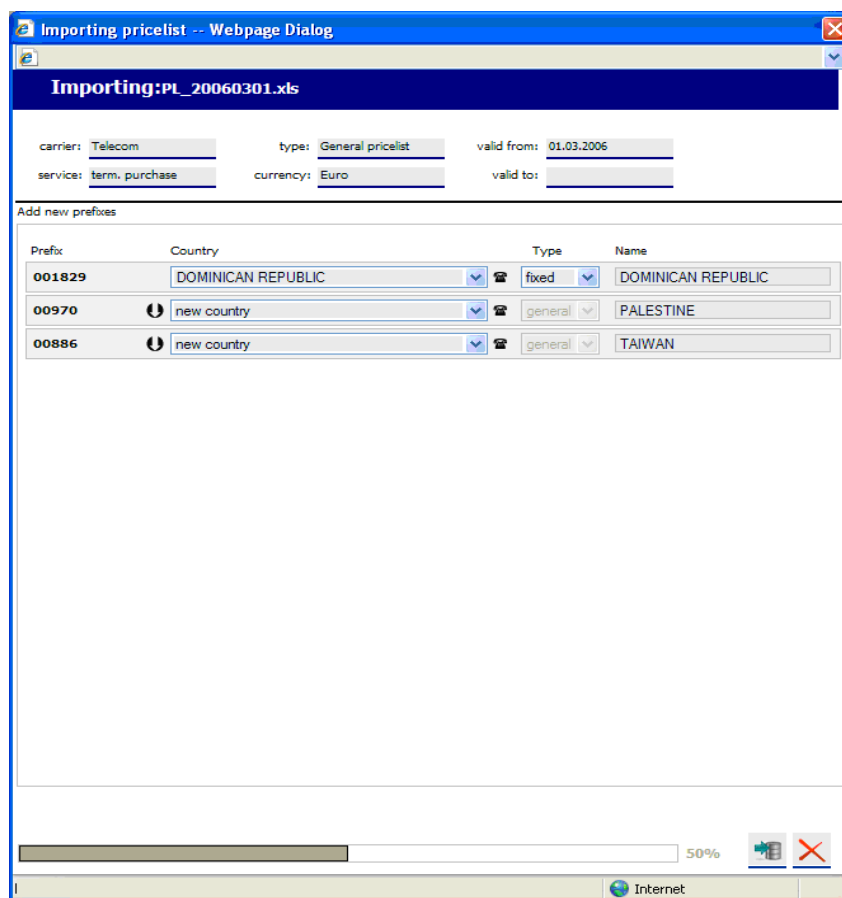 Importing pricelist -- Webpage Dialog
Importing:PL_20060301.xls
carrier: Telecom type: General pricelist valid from: 01.03.2006
service: term. purchase currency: Euro valid to:
Add new prefixes
Prefix Country Type Name
001829 DOMINICAN REPUBLIC fixed DOMINICAN REPUBLIC
00970 new country general PALESTINE
00886 new country general TAIWAN
50%
Internet